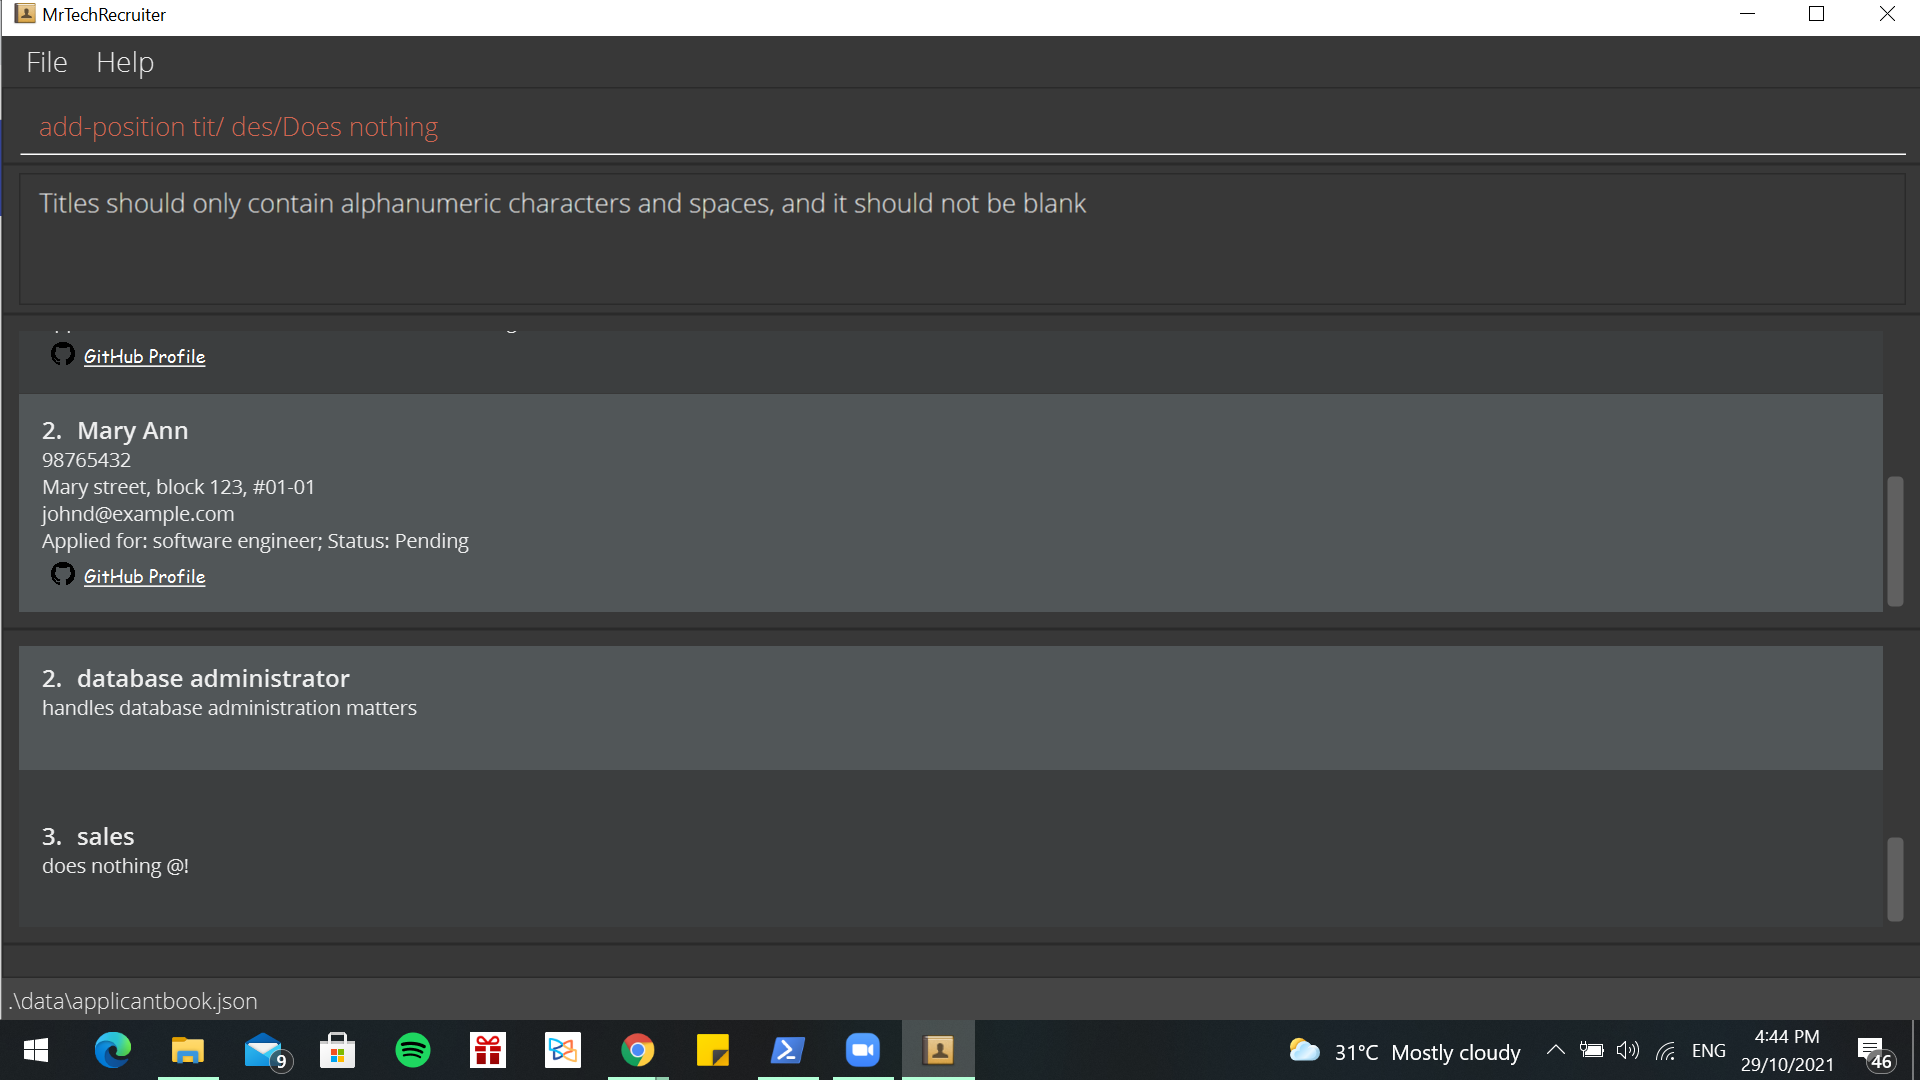 MrTechRecruiter
File Help
add-position tit/ des/Does nothing
Titles should only contain alphanumeric characters and spaces, and it should not be blank
GitHub Profile
2. Mary Ann
98765432
Mary street, block 123, #01-01
johnd@example.com
Applied for: software engineer; Status: Pending
GitHub Profile
2. database administrator
handles database administration matters
3. sales
does nothing @!
.\data\applicantbook.json
9
31°C Mostly cloudy
ENG
4:44 PM
29/10/2021
46